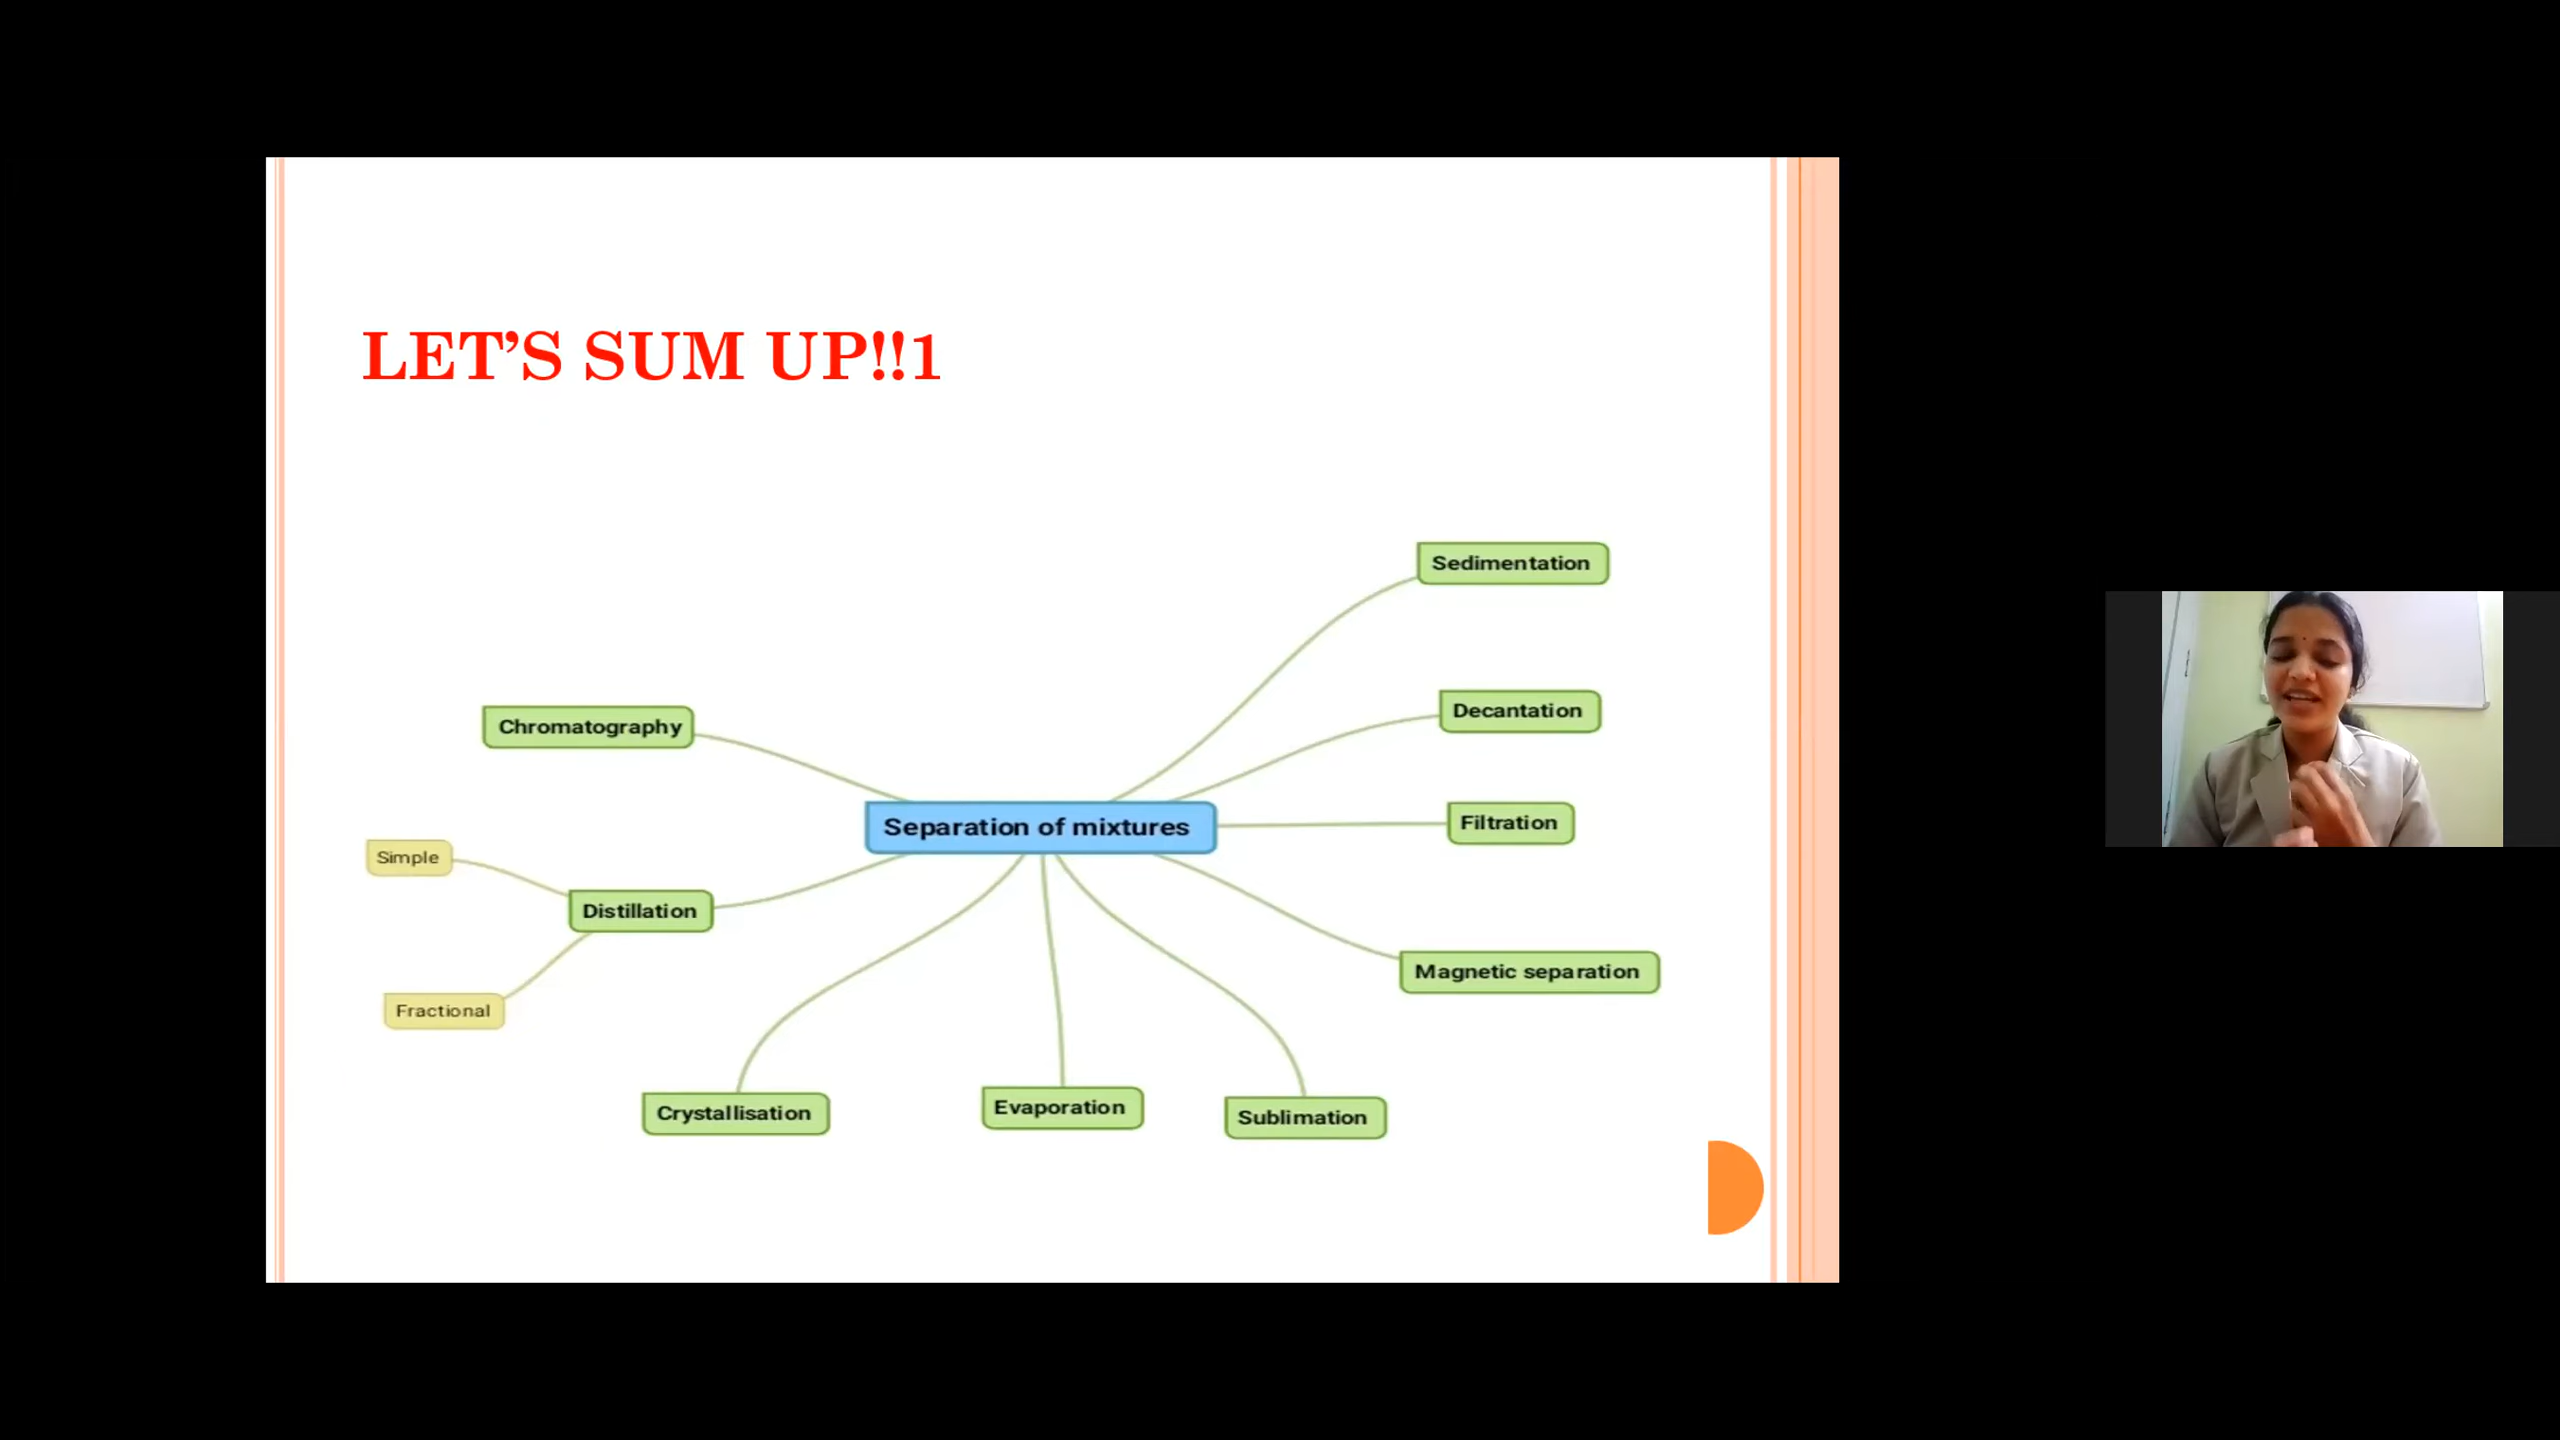 LET’S SUM UP!!1
Sedimentation
Decantation
Chromatography
Separation of mixtures
Filtration
Simple
Distillation
Magnetic separation
Fractional
Crystallisation
Evaporation
Sublimation